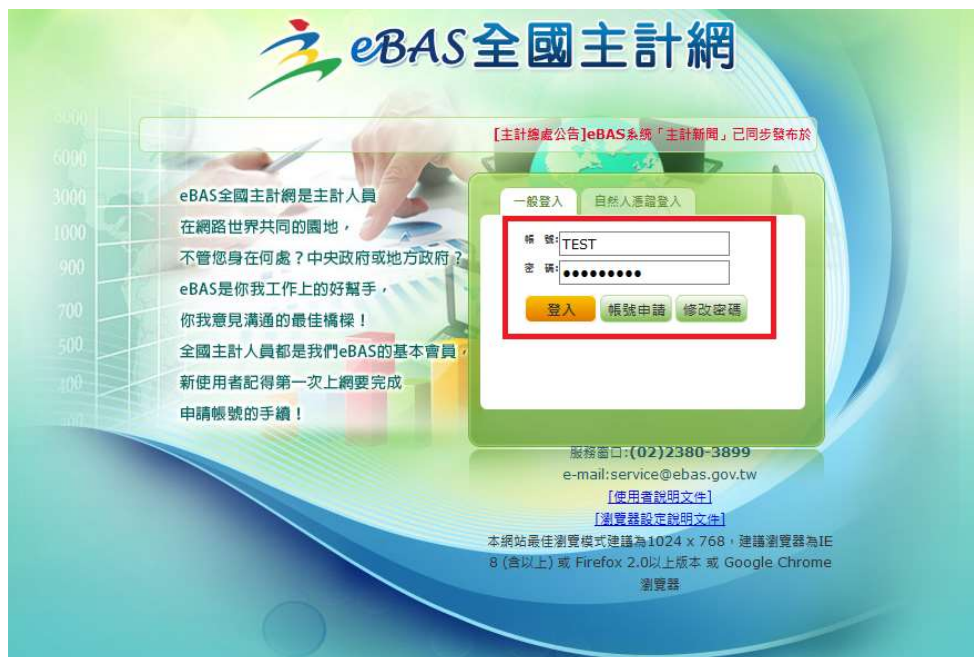 eBAS全國主計網
[主計總處公告]eBAS系統「主計新聞」已同步發布於
eBAS全國主計網是主計人員
在網路世界共同的園地，
不管您身在何處？中央政府或地方政府？
eBAS是你我工作上的好幫手，
你我意見溝通的最佳橋樑！
全國主計人員都是我們eBAS的基本會員，
新使用者記得第一次上網要完成
申請帳號的手續！
一般登入 自然人憑證登入
帳 號:TEST
密 碼:●●●●●●●●●
登入 帳號申請 修改密碼
服務窗口:(02)2380-3899
e-mail:service@ebas.gov.tw
[使用者說明文件]
[瀏覽器設定說明文件]
本網站最佳瀏覽模式建議為1024 x 768，建議瀏覽器為IE
8 (含以上) 或 Firefox 2.0以上版本 或 Google Chrome
瀏覽器
6000
3000
1000
900
700
500